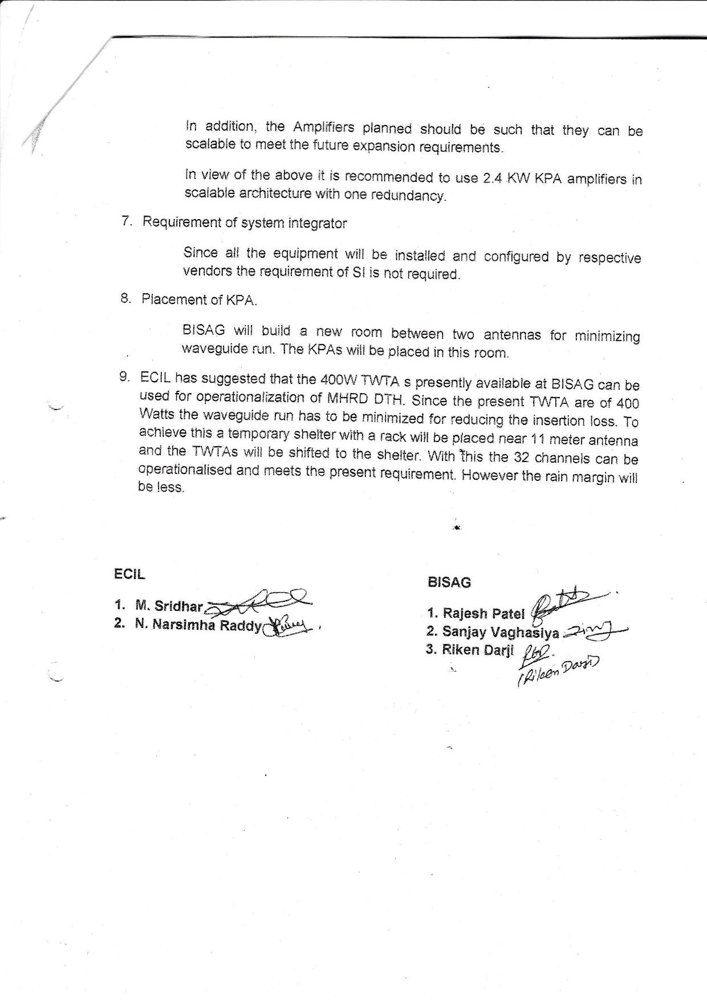 In addition, the Amplifiers planned should be such that they can be
scalable to meet the future expansion requirements.
In view of the above it is recommended to use 2.4 KW KPA amplifiers in
scalable architecture with one redundancy.
7. Requirement of system integrator
Since all the equipment will be installed and configured by respective
vendors the requirement of SI is not required.
8. Placement of KPA.
BISAG will build a new room between two antennas for minimizing
waveguide run. The KPAs will be placed in this room.
9. ECIL has suggested that the 400W TWTA s presently available at BISAG can be
used for operationalization of MHRD DTH. Since the present TWTA are of 400
Watts the waveguide run has to be minimized for reducing the insertion loss. To
achieve this a temporary shelter with a rack will be placed near 11 meter antenna
and the TWTAs will be shifted to the shelter. With this the 32 channels can be
operationalised and meets the present requirement. However the rain margin will
be less.
ECIL
1. M. Sridhar
2. N. Narsimha Raddy
BISAG
1. Rajesh Patel
2. Sanjay Vaghasiya
3. Riken Darji
(Riken Darji)